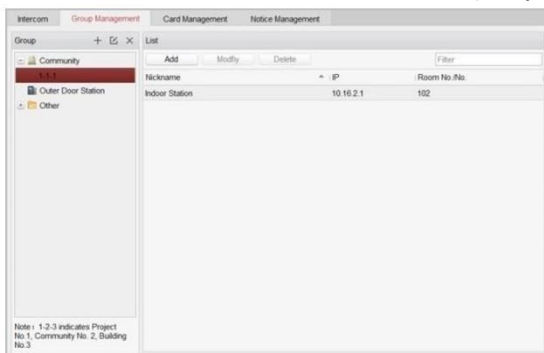 Intercom Group Management Card Management Notice Management
Group List
Community
1-1-1
Outer Door Station
Other
Add Modfiy Delete Filter
Nickname IP Room No./No.
Indoor Station 10.16.2.1 102
Note: 1-2-3 indicates Project
No.1, Community No. 2, Building
No.3